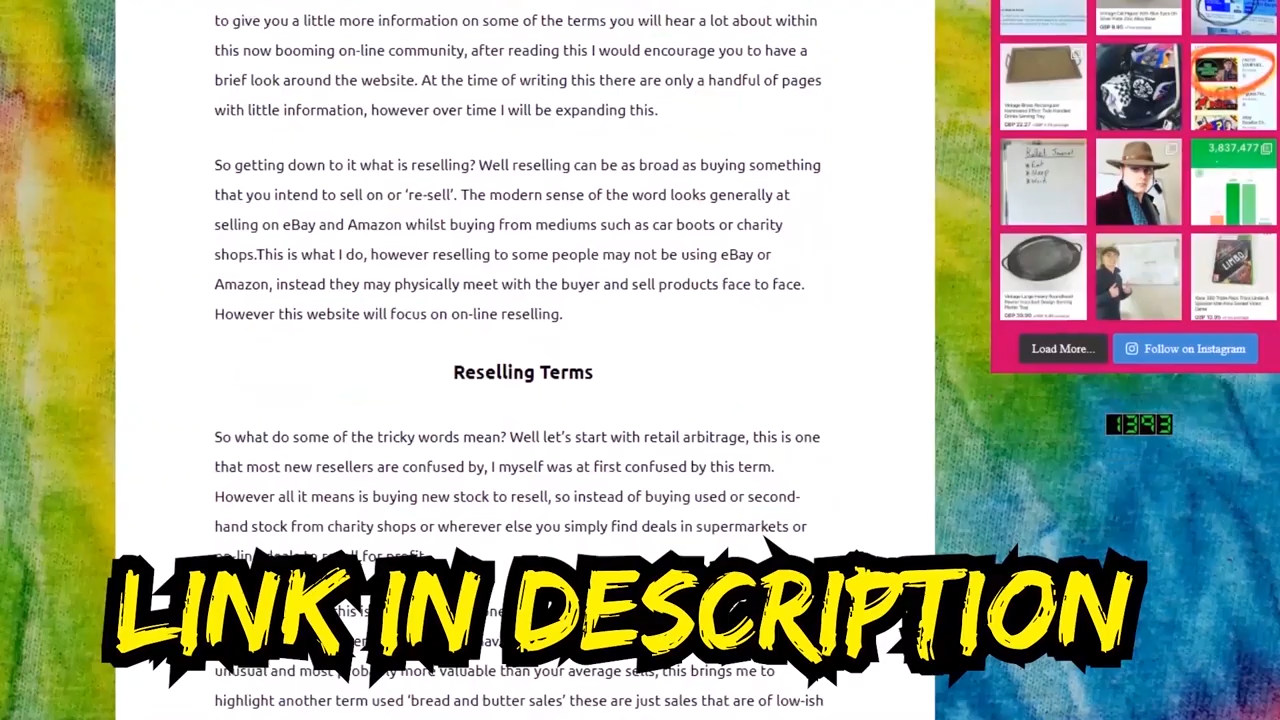 to give you a little more information on some of the terms you will hear a lot about within
this now booming on-line community, after reading this I would encourage you to have a
brief look around the website. At the time of writing this there are only a handful of pages
with little information. However over time I will be expanding this.
So getting down to what is reselling? Well reselling can be as broad as buying something
that you intend to sell on or ‘re-sell’. The modern sense of the word looks generally at
selling on eBay and Amazon whilst buying from mediums such as car boots or charity
shops.This is what I do, however reselling to some people may not be using eBay or
Amazon, instead they may physically meet with the buyer and sell products face to face.
However this website will focus on on-line reselling.
Reselling Terms
So what do some of the tricky words mean? Well let’s start with retail arbitrage, this is one
that most new resellers are confused by, I myself was at first confused by this term.
However all it means is buying new stock to resell, so instead of buying used or second-
hand stock from charity shops or wherever else you simply find deals in supermarkets or
LINK IN DESCRIPTION
unusual and most probably more valuable than your average sells, this brings me to
highlight another term used ‘bread and butter sales’ these are just sales that are of low-ish
3,837,477
LIMBO
Load More...
Follow on Instagram
1393